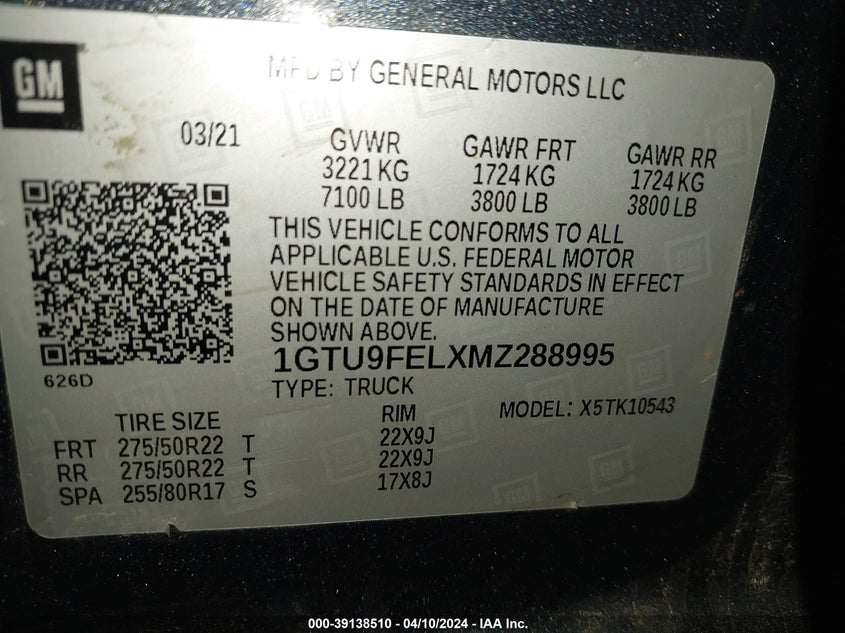 GM
MFD BY GENERAL MOTORS LLC
03/21
GVWR GAWR FRT GAWR RR
3221 KG 1724 KG 1724 KG
7100 LB 3800 LB 3800 LB
THIS VEHICLE CONFORMS TO ALL
APPLICABLE U.S. FEDERAL MOTOR
VEHICLE SAFETY STANDARDS IN EFFECT
ON THE DATE OF MANUFACTURE
SHOWN ABOVE.
1GTU9FELXMZ288995
626D
TYPE: TRUCK
MODEL: X5TK10543
TIRE SIZE RIM
FRT 275/50R22 T 22X9J
RR 275/50R22 T 22X9J
SPA 255/80R17 S 17X8J
000-39138510 - 04/10/2024 - IAA Inc.